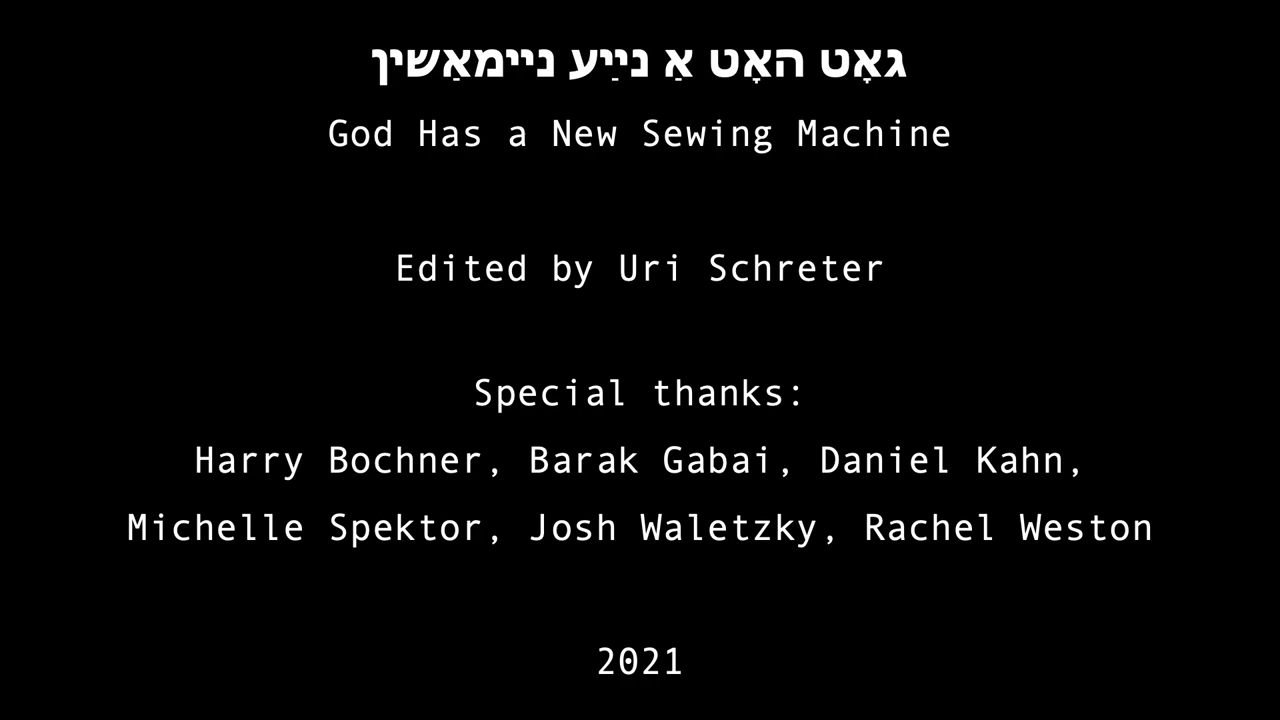 גאָט האָט אַ נײַע ניימאַשין
God Has a New Sewing Machine
Edited by Uri Schreter
Special thanks:
Harry Bochner, Barak Gabai, Daniel Kahn,
Michelle Spektor, Josh Waletzky, Rachel Weston
2021